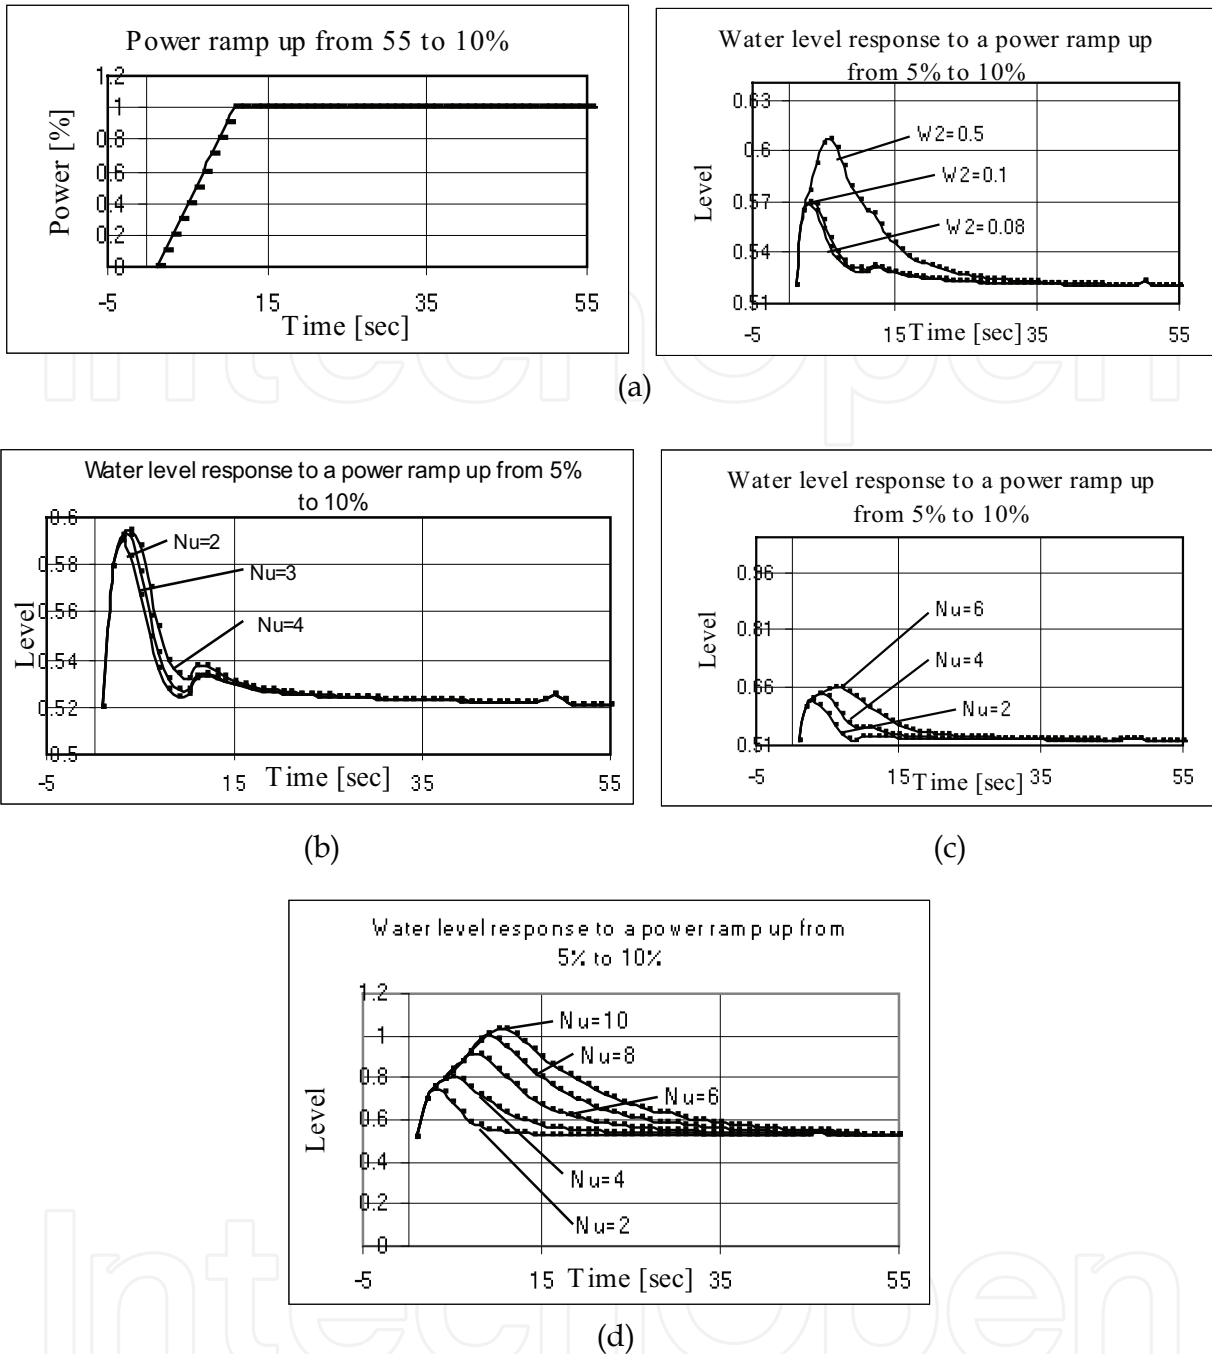 Power ramp up from 55 to 10%
1.2
1
0.8
0.6
0.4
0.2
0
-5
15
35
55
Power [%]
Time [sec]
Water level response to a power ramp up
from 5% to 10%
0.63
0.6
0.57
0.54
0.51
-5
15
35
55
Level
Time [sec]
W2=0.5
W2=0.1
W2=0.08
(a)
Water level response to a power ramp up from 5%
to 10%
0.6
0.58
0.56
0.54
0.52
0.5
-5
15
35
55
Level
Time [sec]
Nu=2
Nu=3
Nu=4
(b)
Water level response to a power ramp up
from 5% to 10%
0.96
0.81
0.66
0.51
-5
15
35
55
Level
Time [sec]
Nu=6
Nu=4
Nu=2
(c)
Water level response to a power ramp up from
5% to 10%
1.2
1
0.8
0.6
0.4
0.2
0
-5
15
35
55
Level
Time [sec]
Nu=10
Nu=8
Nu=6
Nu=4
Nu=2
(d)
IntechOpen
IntechOpen